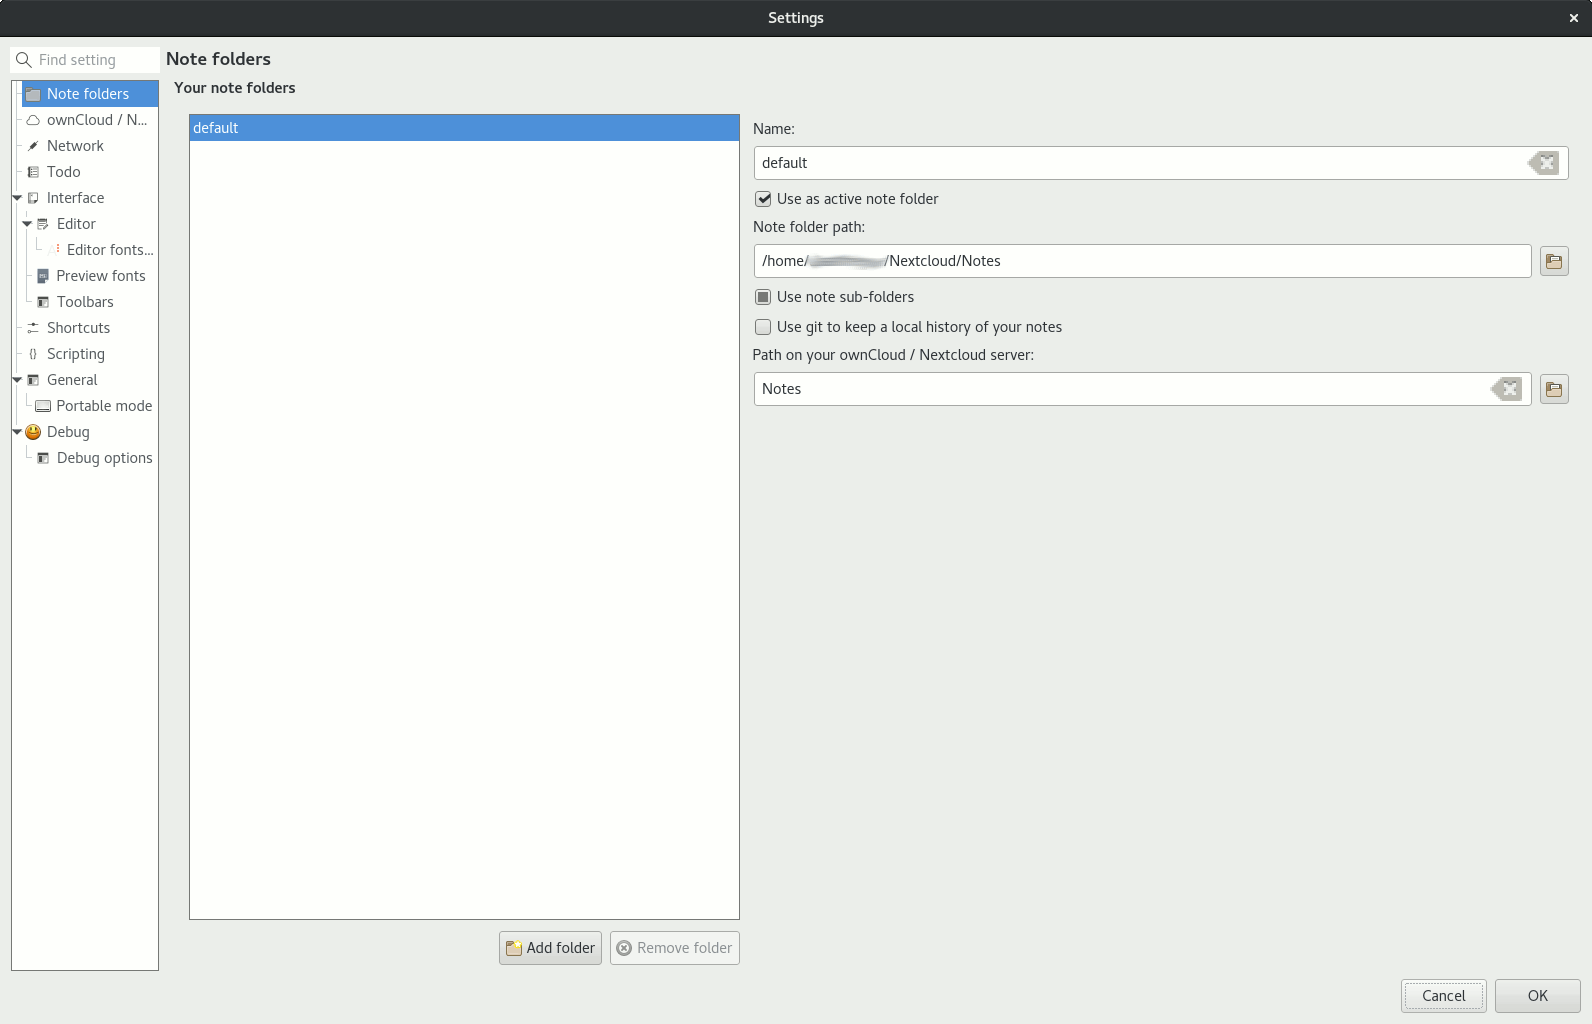 Settings
Find setting
Note folders
ownCloud / N...
Network
Todo
Interface
Editor
Editor fonts...
Preview fonts
Toolbars
Shortcuts
Scripting
General
Portable mode
Debug
Debug options
Note folders
Your note folders
default
Add folder
Remove folder
Name:
default
Use as active note folder
Note folder path:
/home/ /Nextcloud/Notes
Use note sub-folders
Use git to keep a local history of your notes
Path on your ownCloud / Nextcloud server:
Notes
Cancel
OK